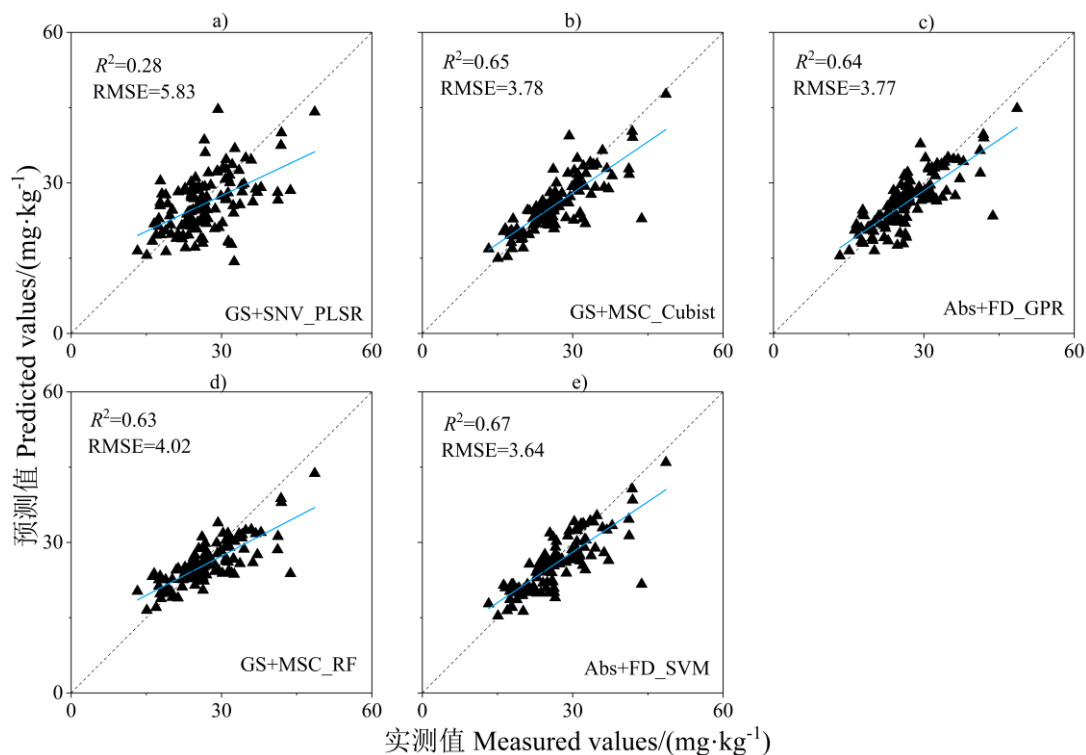 a)
60
R²=0.28
RMSE=5.83
30
GS+SNV_PLSR
0
0
30
60
b)
R²=0.65
RMSE=3.78
GS+MSC_Cubist
0
30
60
c)
R²=0.64
RMSE=3.77
Abs+FD_GPR
0
30
60
d)
60
R²=0.63
RMSE=4.02
30
GS+MSC_RF
0
0
30
60
e)
R²=0.67
RMSE=3.64
Abs+FD_SVM
0
30
60
预测值 Predicted values/(mg·kg⁻¹)
实测值 Measured values/(mg·kg⁻¹)